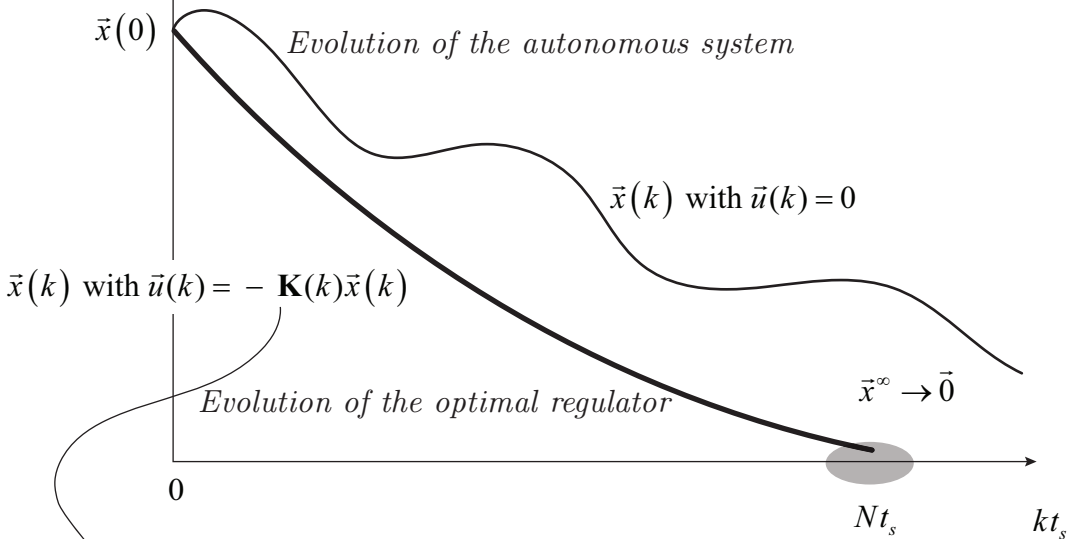 x⃗(0)
Evolution of the autonomous system
x⃗(k) with u⃗(k) = 0
x⃗(k) with u⃗(k) = − 𝐊(k)x⃗(k)
x⃗^∞ → 0⃗
Evolution of the optimal regulator
0
Nt_s
kt_s